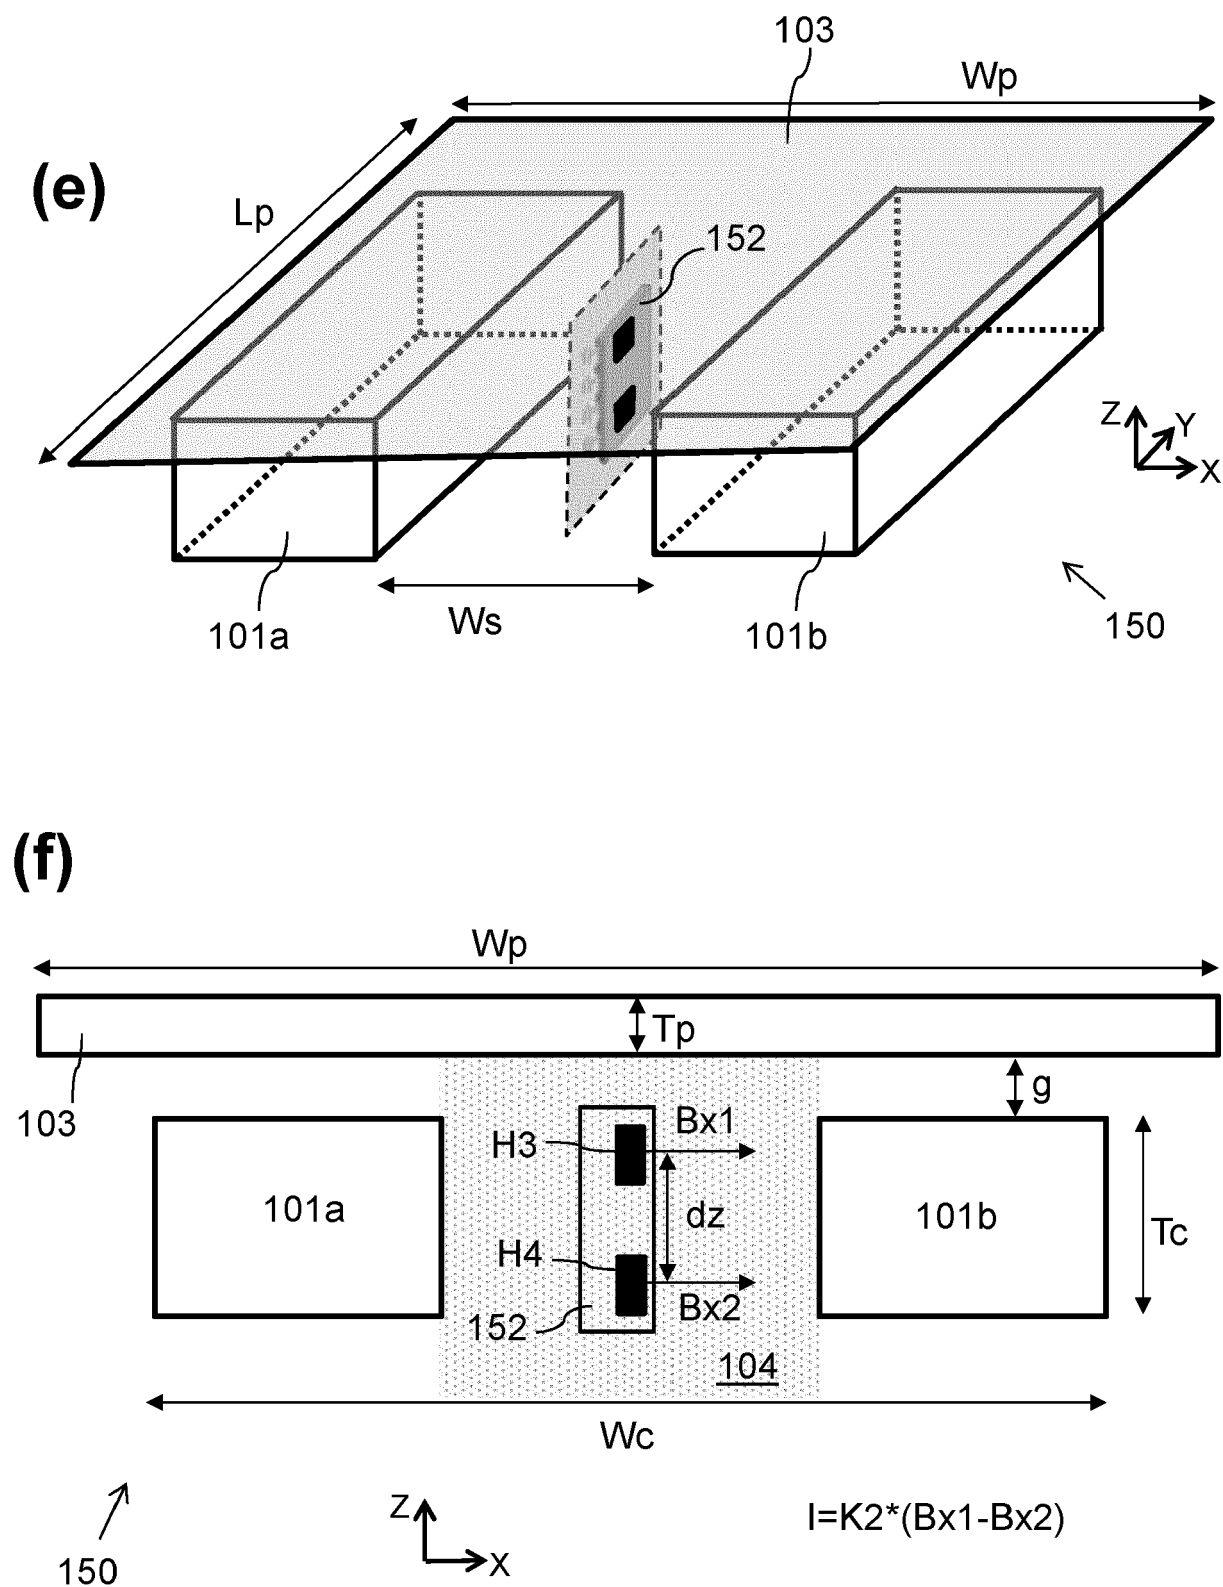 103
Wp
(e)
Lp
152
Z
Y
X
101a
Ws
101b
150
(f)
Wp
Tp
g
103
Bx1
H3
101a
dz
101b
Tc
H4
Bx2
152
104
Wc
Z
X
I=K2*(Bx1-Bx2)
150